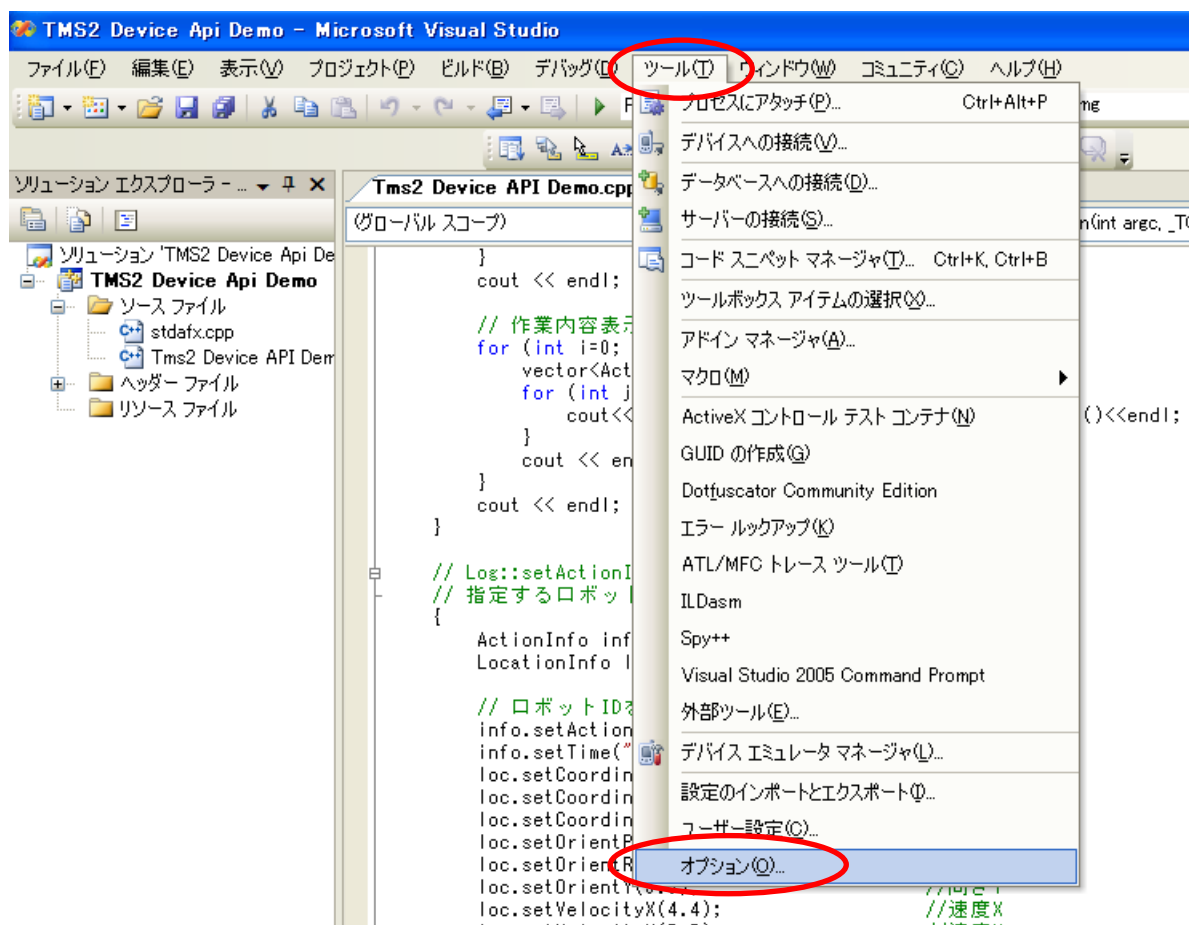 TMS2 Device Api Demo - Microsoft Visual Studio
ファイル(F) 編集(E) 表示(V) プロジェクト(P) ビルド(B) デバッグ(D) ツール(T) ウィンドウ(W) コミュニティ(C) ヘルプ(H)
ソリューション エクスプローラ - ...
ソリューション 'TMS2 Device Api De
TMS2 Device Api Demo
ソース ファイル
stdafx.cpp
Tms2 Device API Dem
ヘッダー ファイル
リソース ファイル
Tms2 Device API Demo.cpp
(グローバル スコープ)
n(int argc, _T
}
cout << endl;
// 作業内容表示
for (int i=0;
vector<Act
for (int j
cout<< ()<<endl;
}
cout << en
}
cout << endl;
}
// Log::setActionI
// 指定するロボット
{
ActionInfo inf
LocationInfo l
// ロボットIDを
info.setAction
info.setTime("
loc.setCoordin
loc.setCoordin
loc.setCoordin
loc.setOrientP
loc.setOrientR
loc.setOrientY
loc.setVelocityX(4.4); //速度X
プロセスにアタッチ(P)... Ctrl+Alt+P
デバイスへの接続(V)...
データベースへの接続(D)...
サーバーの接続(S)...
コード スニペット マネージャ(T)... Ctrl+K, Ctrl+B
ツールボックス アイテムの選択(X)...
アドイン マネージャ(A)...
マクロ(M)
ActiveX コントロール テスト コンテナ(N)
GUID の作成(G)
Dotfuscator Community Edition
エラー ルックアップ(K)
ATL/MFC トレース ツール(T)
ILDasm
Spy++
Visual Studio 2005 Command Prompt
外部ツール(E)...
デバイス エミュレータ マネージャ(L)...
設定のインポートとエクスポート(I)...
ユーザー設定(C)...
オプション(O)...